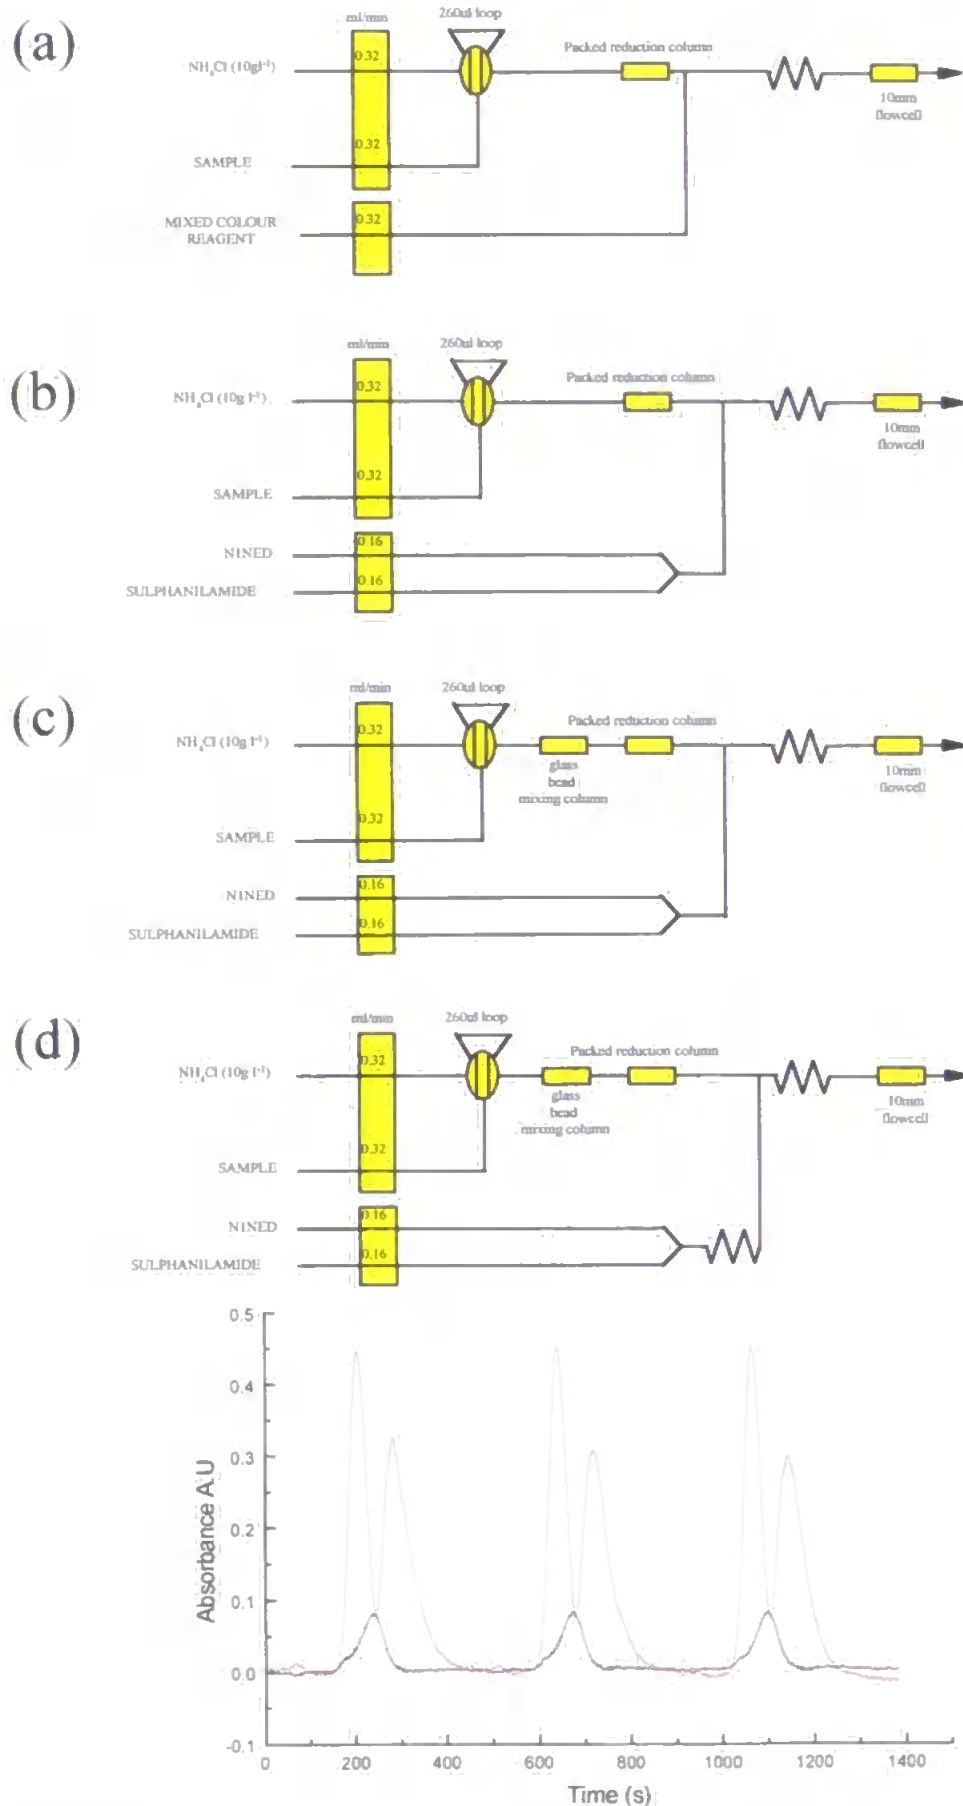 (a)
ml/min
260ul loop
Packed reduction column
0.32
NH4Cl (10gl-1)
10mm
flowcell
0.32
SAMPLE
MIXED COLOUR
REAGENT
0.32
(b)
ml/min
260ul loop
Packed reduction column
0.32
NH4Cl (10g l-1)
10mm
flowcell
0.32
SAMPLE
0.16
N1NED
0.16
SULPHANILAMIDE
(c)
ml/min
260ul loop
Packed reduction column
0.32
NH4Cl (10g l-1)
glass
bead
mixing column
10mm
flowcell
0.32
SAMPLE
0.16
N1NED
0.16
SULPHANILAMIDE
(d)
ml/min
260ul loop
Packed reduction column
0.32
NH4Cl (10g l-1)
glass
bead
mixing column
10mm
flowcell
0.32
SAMPLE
0.16
N1NED
0.16
SULPHANILAMIDE
0.5
0.4
0.3
0.2
0.1
0.0
-0.1
Absorbance A.U
0 200 400 600 800 1000 1200 1400
Time (s)